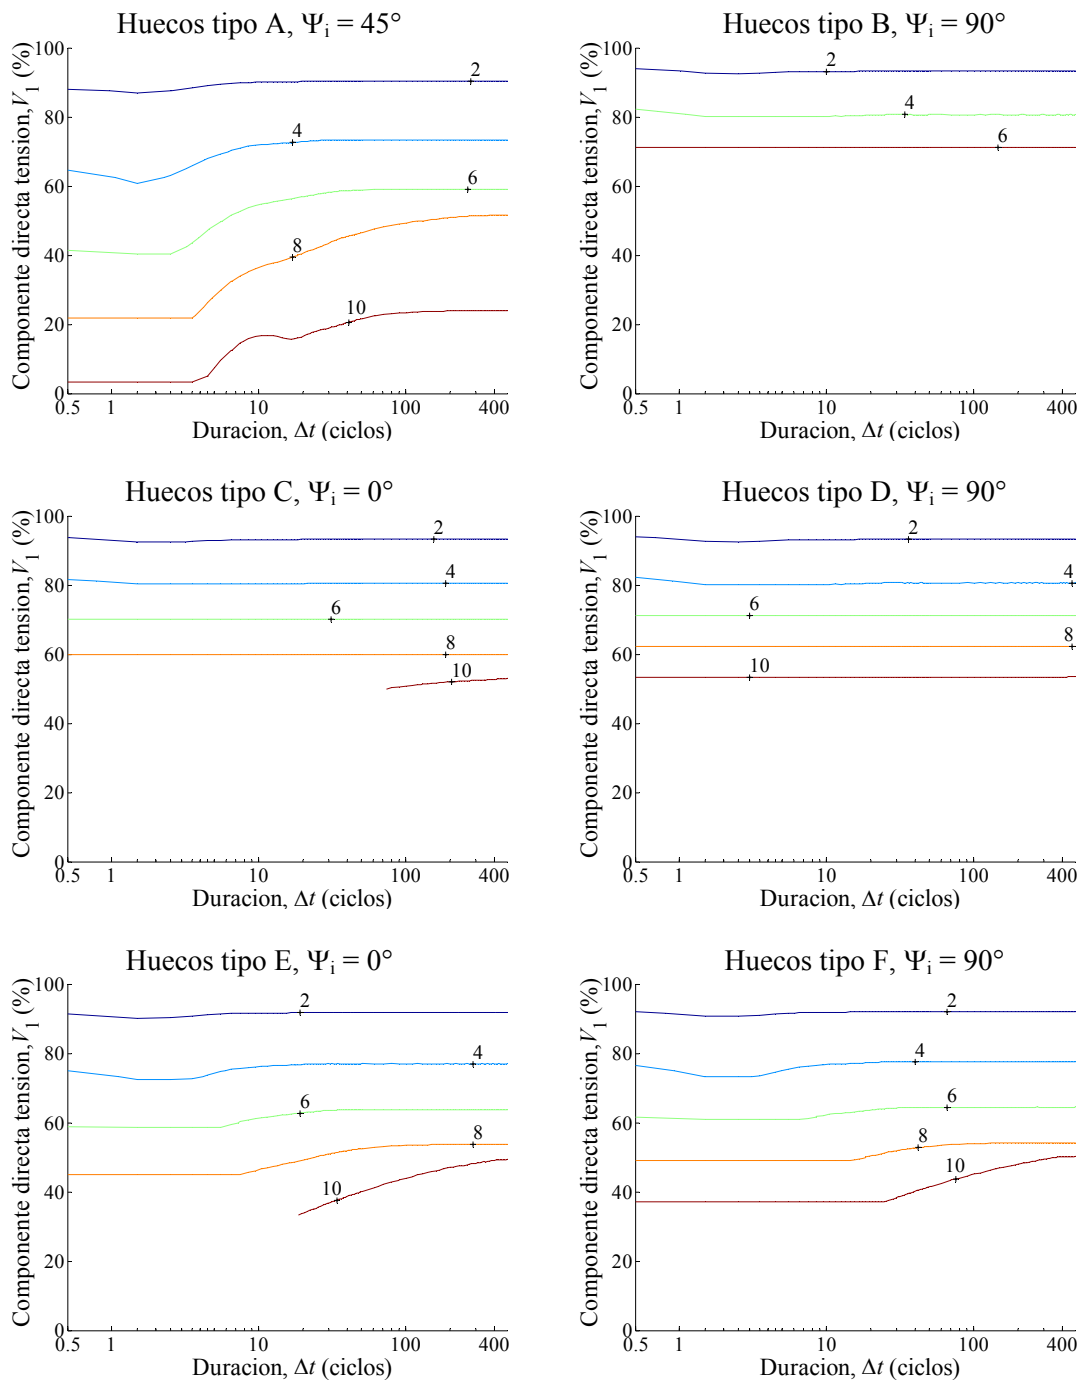 Huecos tipo A, Ψi = 45°
Componente directa tension, V1 (%)
100
80
60
40
20
0
2
4
6
8
10
0.5 1 10 100 400
Duracion, Δt (ciclos)
Huecos tipo B, Ψi = 90°
Componente directa tension, V1 (%)
100
80
60
40
20
0
2
4
6
0.5 1 10 100 400
Duracion, Δt (ciclos)
Huecos tipo C, Ψi = 0°
Componente directa tension, V1 (%)
100
80
60
40
20
0
2
4
6
8
10
0.5 1 10 100 400
Duracion, Δt (ciclos)
Huecos tipo D, Ψi = 90°
Componente directa tension, V1 (%)
100
80
60
40
20
0
2
4
6
8
10
0.5 1 10 100 400
Duracion, Δt (ciclos)
Huecos tipo E, Ψi = 0°
Componente directa tension, V1 (%)
100
80
60
40
20
0
2
4
6
8
10
0.5 1 10 100 400
Duracion, Δt (ciclos)
Huecos tipo F, Ψi = 90°
Componente directa tension, V1 (%)
100
80
60
40
20
0
2
4
6
8
10
0.5 1 10 100 400
Duracion, Δt (ciclos)